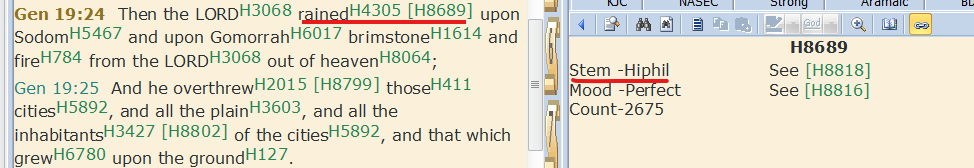 Gen 19:24 Then the LORDH3068 rainedH4305 [H8689] upon
SodomH5467 and upon GomorrahH6017 brimstoneH1614 and
fireH784 from the LORDH3068 out of heavenH8064;
Gen 19:25 And he overthrewH2015 [H8799] thoseH411
citiesH5892, and all the plainH3603, and all the
inhabitantsH3427 [H8802] of the citiesH5892, and that which
grewH6780 upon the groundH127.
KJC NASEC Strong Aramaic BD
God
H8689
Stem -Hiphil See [H8818]
Mood -Perfect See [H8816]
Count-2675